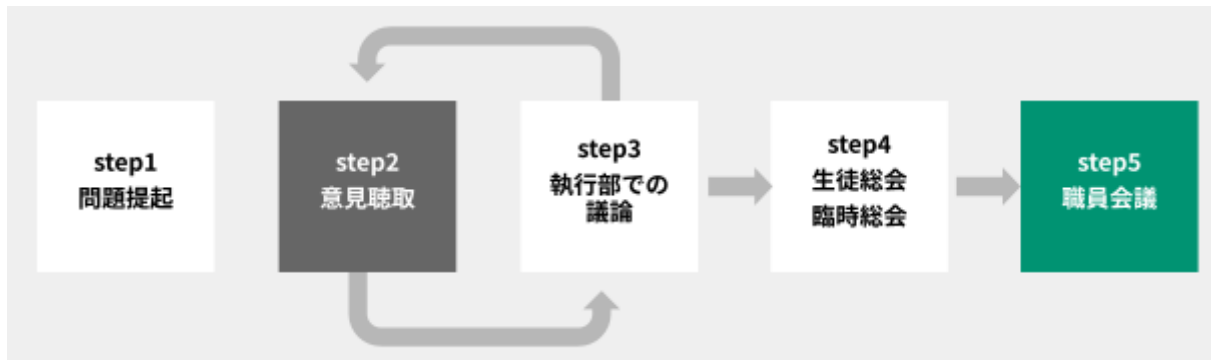 step1
問題提起
step2
意見聴取
step3
執行部での
議論
step4
生徒総会
臨時総会
step5
職員会議